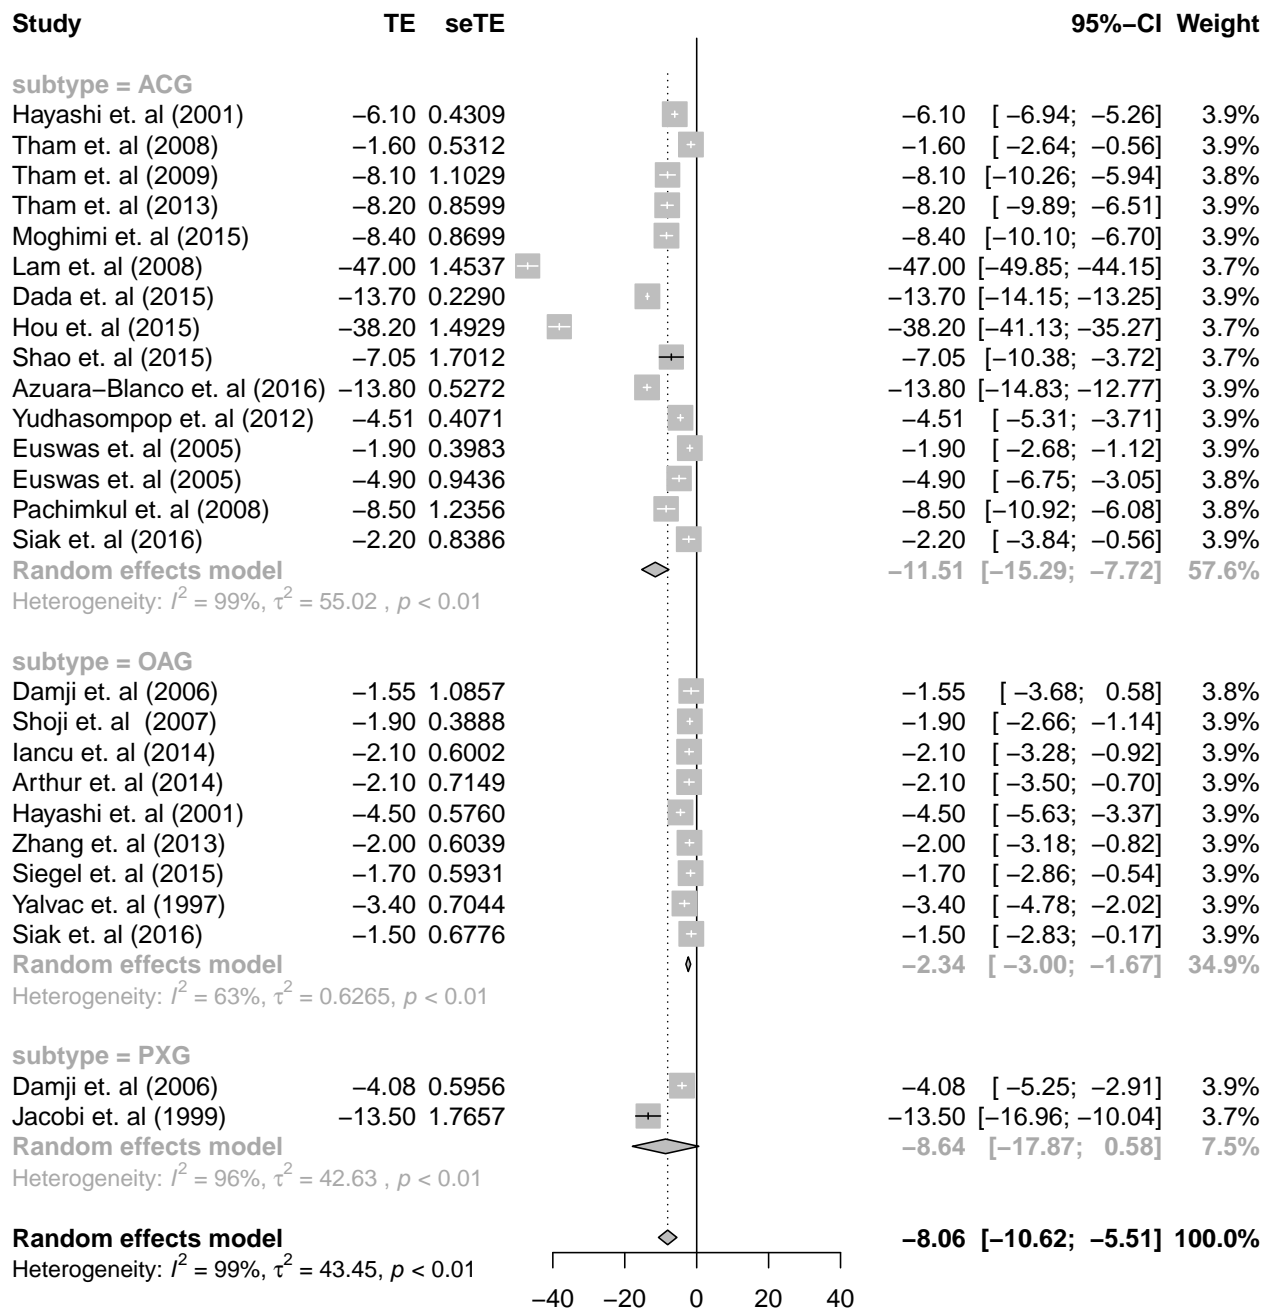 Study TE seTE 95%−CI Weight
subtype = ACG
Hayashi et. al (2001) −6.10 0.4309 −6.10 [ −6.94; −5.26] 3.9%
Tham et. al (2008) −1.60 0.5312 −1.60 [ −2.64; −0.56] 3.9%
Tham et. al (2009) −8.10 1.1029 −8.10 [−10.26; −5.94] 3.8%
Tham et. al (2013) −8.20 0.8599 −8.20 [ −9.89; −6.51] 3.9%
Moghimi et. al (2015) −8.40 0.8699 −8.40 [−10.10; −6.70] 3.9%
Lam et. al (2008) −47.00 1.4537 −47.00 [−49.85; −44.15] 3.7%
Dada et. al (2015) −13.70 0.2290 −13.70 [−14.15; −13.25] 3.9%
Hou et. al (2015) −38.20 1.4929 −38.20 [−41.13; −35.27] 3.7%
Shao et. al (2015) −7.05 1.7012 −7.05 [−10.38; −3.72] 3.7%
Azuara−Blanco et. al (2016) −13.80 0.5272 −13.80 [−14.83; −12.77] 3.9%
Yudhasompop et. al (2012) −4.51 0.4071 −4.51 [ −5.31; −3.71] 3.9%
Euswas et. al (2005) −1.90 0.3983 −1.90 [ −2.68; −1.12] 3.9%
Euswas et. al (2005) −4.90 0.9436 −4.90 [ −6.75; −3.05] 3.8%
Pachimkul et. al (2008) −8.50 1.2356 −8.50 [−10.92; −6.08] 3.8%
Siak et. al (2016) −2.20 0.8386 −2.20 [ −3.84; −0.56] 3.9%
Random effects model −11.51 [−15.29; −7.72] 57.6%
Heterogeneity: I² = 99%, τ² = 55.02 , p < 0.01
subtype = OAG
Damji et. al (2006) −1.55 1.0857 −1.55 [ −3.68; 0.58] 3.8%
Shoji et. al (2007) −1.90 0.3888 −1.90 [ −2.66; −1.14] 3.9%
Iancu et. al (2014) −2.10 0.6002 −2.10 [ −3.28; −0.92] 3.9%
Arthur et. al (2014) −2.10 0.7149 −2.10 [ −3.50; −0.70] 3.9%
Hayashi et. al (2001) −4.50 0.5760 −4.50 [ −5.63; −3.37] 3.9%
Zhang et. al (2013) −2.00 0.6039 −2.00 [ −3.18; −0.82] 3.9%
Siegel et. al (2015) −1.70 0.5931 −1.70 [ −2.86; −0.54] 3.9%
Yalvac et. al (1997) −3.40 0.7044 −3.40 [ −4.78; −2.02] 3.9%
Siak et. al (2016) −1.50 0.6776 −1.50 [ −2.83; −0.17] 3.9%
Random effects model −2.34 [ −3.00; −1.67] 34.9%
Heterogeneity: I² = 63%, τ² = 0.6265, p < 0.01
subtype = PXG
Damji et. al (2006) −4.08 0.5956 −4.08 [ −5.25; −2.91] 3.9%
Jacobi et. al (1999) −13.50 1.7657 −13.50 [−16.96; −10.04] 3.7%
Random effects model −8.64 [−17.87; 0.58] 7.5%
Heterogeneity: I² = 96%, τ² = 42.63 , p < 0.01
Random effects model −8.06 [−10.62; −5.51] 100.0%
Heterogeneity: I² = 99%, τ² = 43.45, p < 0.01
−40 −20 0 20 40